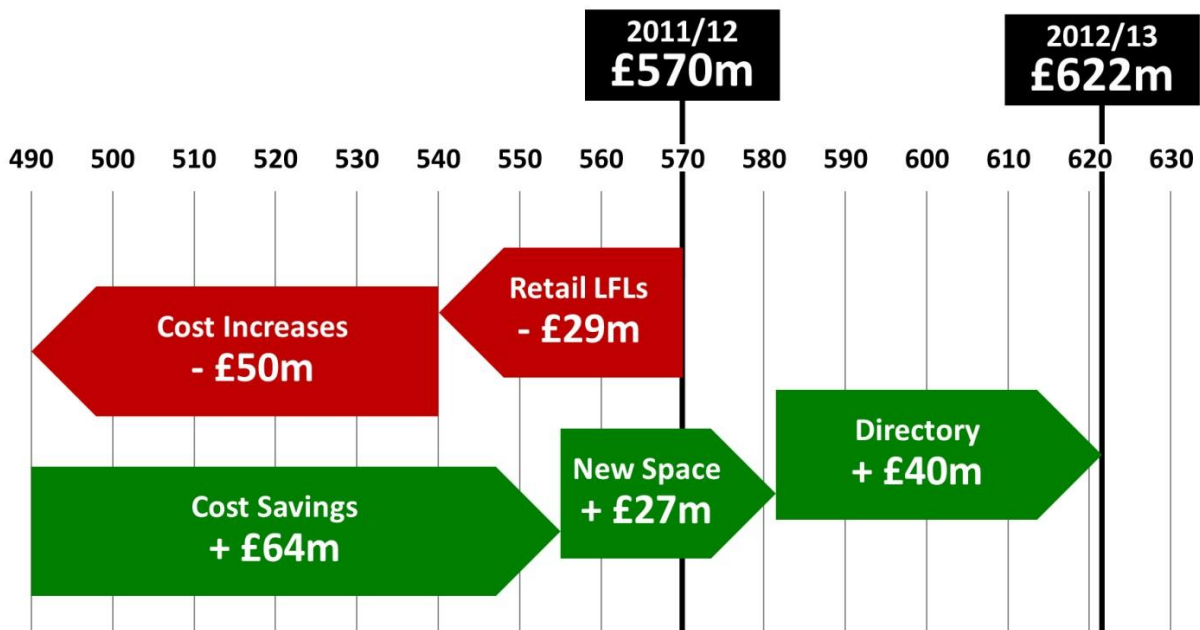 2011/12
£570m
2012/13
£622m
490 500 510 520 530 540 550 560 570 580 590 600 610 620 630
Retail LFLs
- £29m
Cost Increases
- £50m
Directory
+ £40m
New Space
+ £27m
Cost Savings
+ £64m